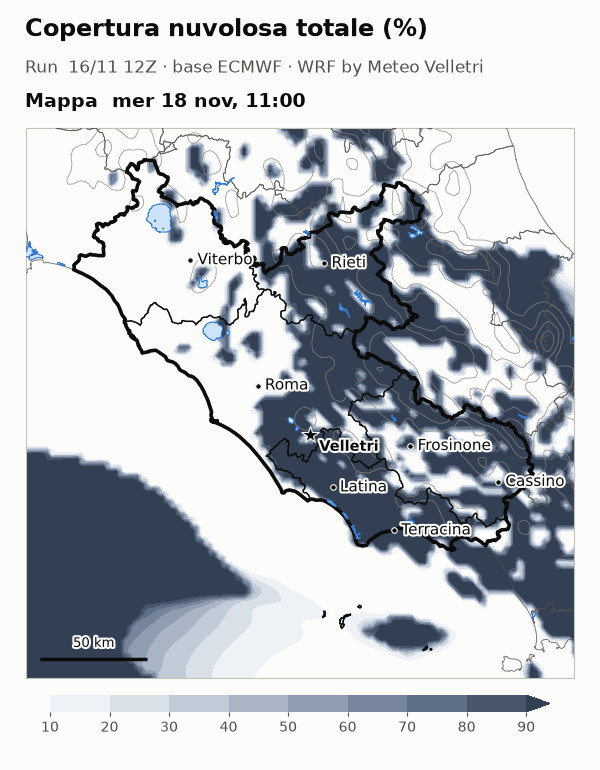 Copertura nuvolosa totale (%)
Run  16/11 12Z · base ECMWF · WRF by Meteo Velletri
Mappa  mer 18 nov, 11:00
Viterbo
Rieti
Roma
Velletri
Frosinone
Cassino
Latina
Terracina
50 km
10 20 30 40 50 60 70 80 90